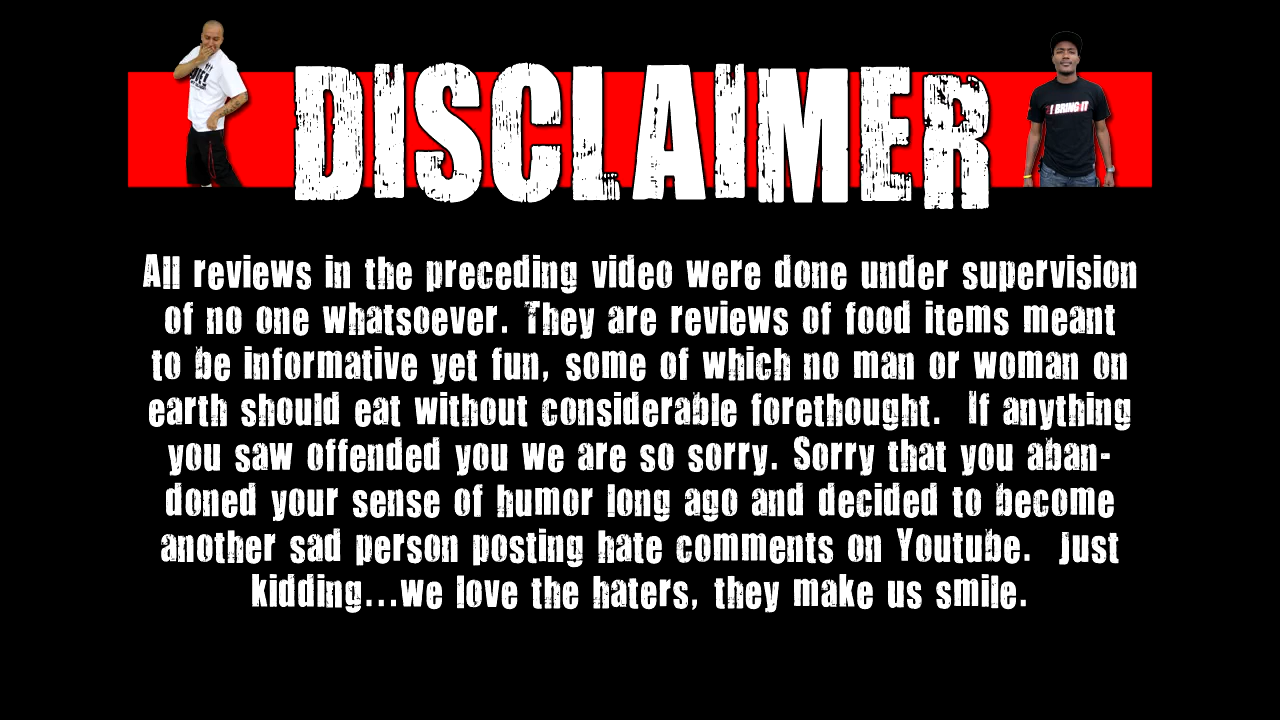 DISCLAIMER
I BRING IT
All reviews in the preceding video were done under supervision
of no one whatsoever. They are reviews of food items meant
to be informative yet fun, some of which no man or woman on
earth should eat without considerable forethought. If anything
you saw offended you we are so sorry. Sorry that you aban-
doned your sense of humor long ago and decided to become
another sad person posting hate comments on Youtube. Just
kidding...we love the haters, they make us smile.